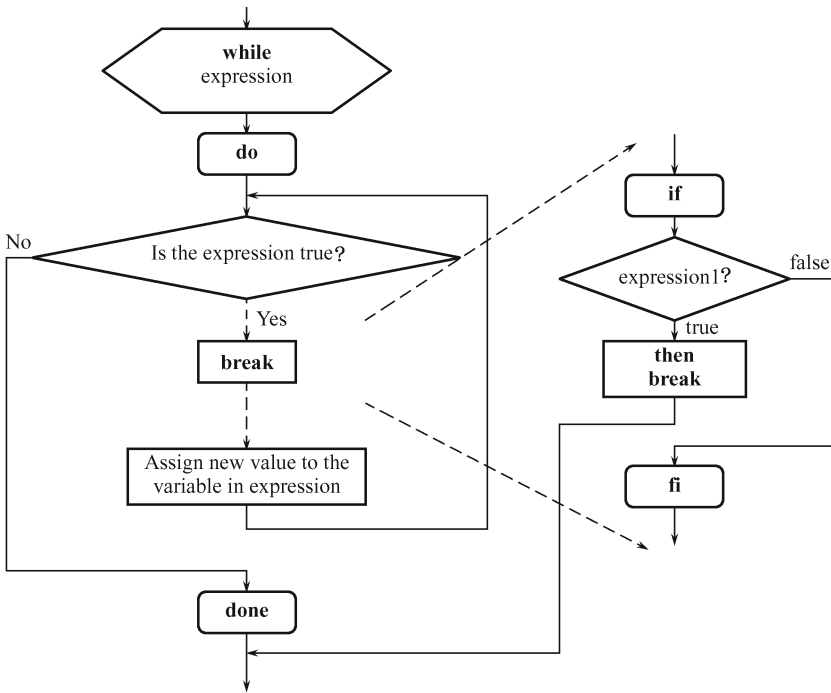 while
expression
do
No
Is the expression true?
Yes
break
Assign new value to the
variable in expression
done
if
expression1?
false
true
then
break
fi